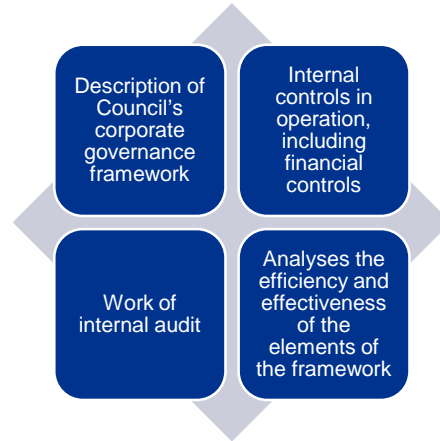 Description of
Council's
corporate
governance
framework
Internal
controls in
operation,
including
financial
controls
Work of
internal audit
Analyses the
efficiency and
effectiveness
of the
elements of
the framework